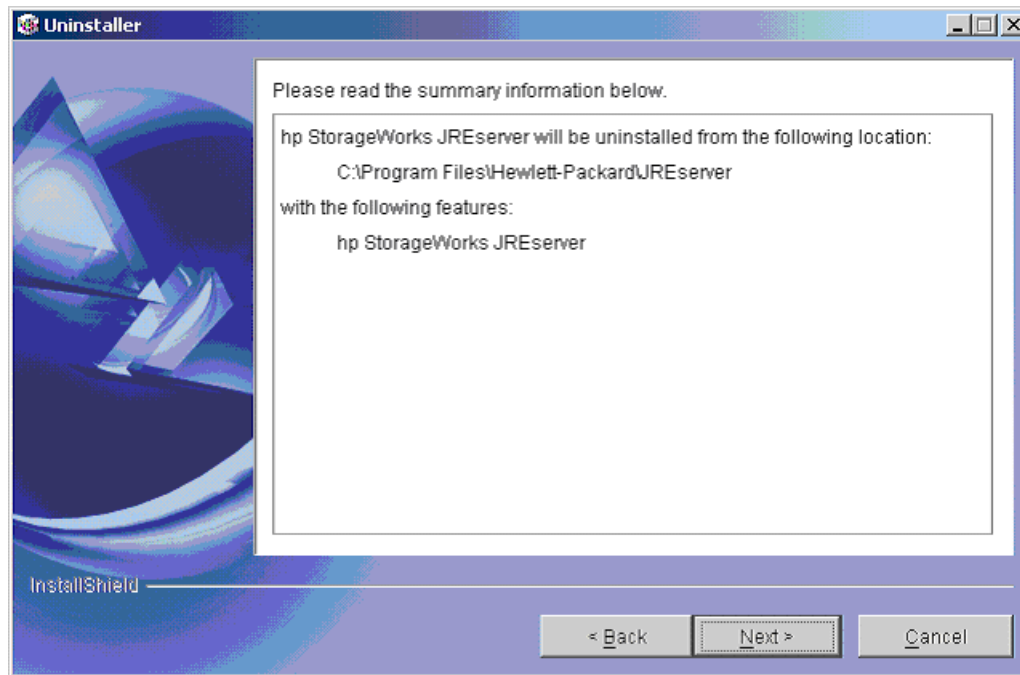 Uninstaller
Please read the summary information below.
hp StorageWorks JREserver will be uninstalled from the following location:
C:\Program Files\Hewlett-Packard\JREserver
with the following features:
hp StorageWorks JREserver
InstallShield
< Back
Next >
Cancel